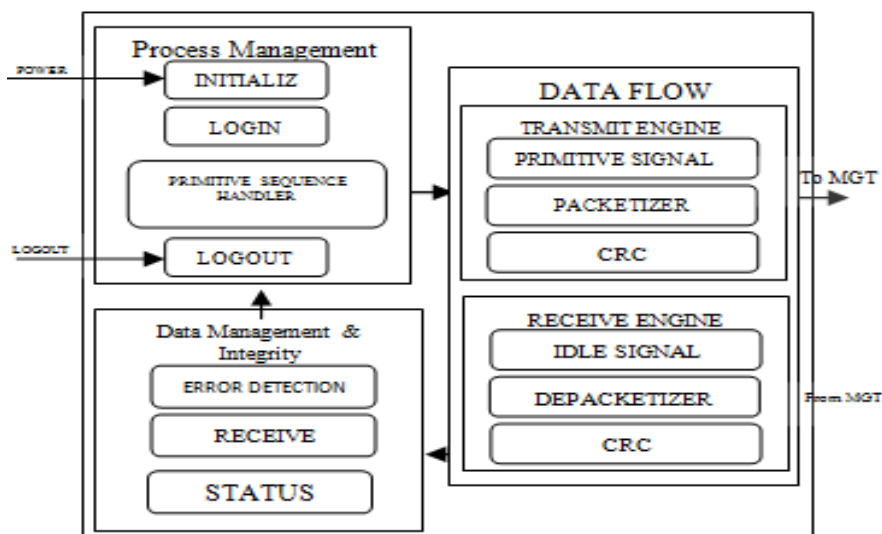 Process Management
POWER
INITIALIZ
LOGIN
PRIMITIVE SEQUENCE
HANDLER
LOGOUT
LOGOUT
DATA FLOW
TRANSMIT ENGINE
PRIMITIVE SIGNAL
PACKETIZER
CRC
To MGT
RECEIVE ENGINE
IDLE SIGNAL
DEPACKETIZER
CRC
From MGT
Data Management &
Integrity
ERROR DETECTION
RECEIVE
STATUS